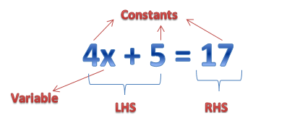 Constants
4x + 5 = 17
Variable
LHS
RHS